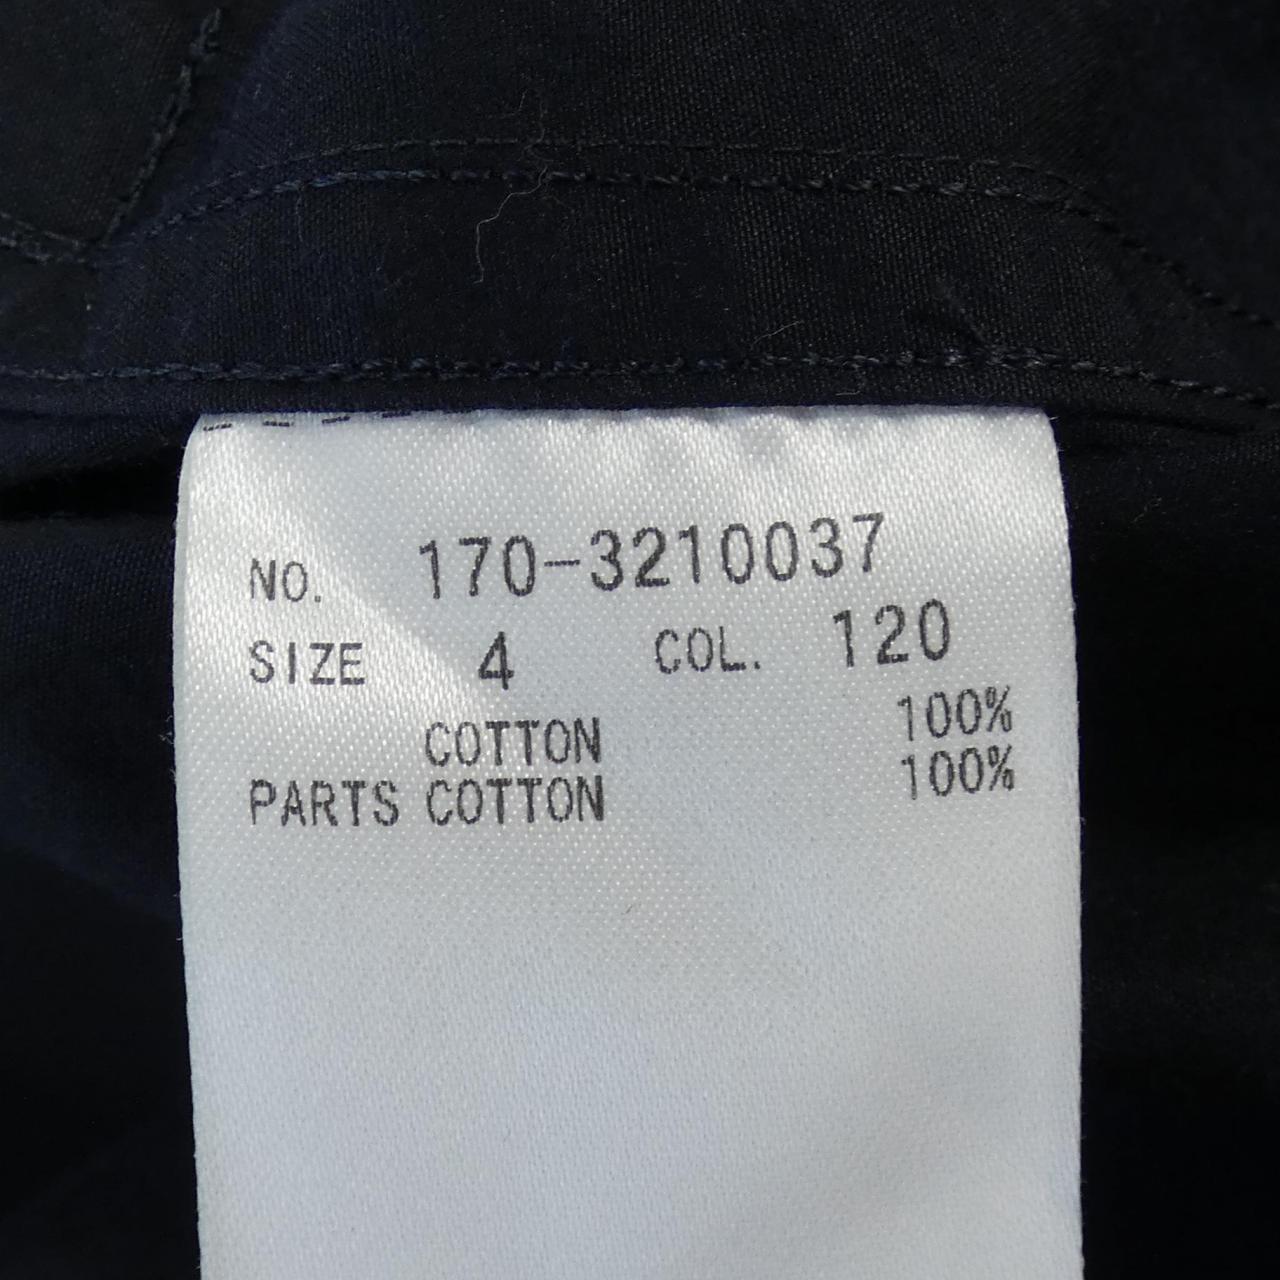 NO. 170-3210037
SIZE 4 COL. 120
COTTON 100%
PARTS COTTON 100%